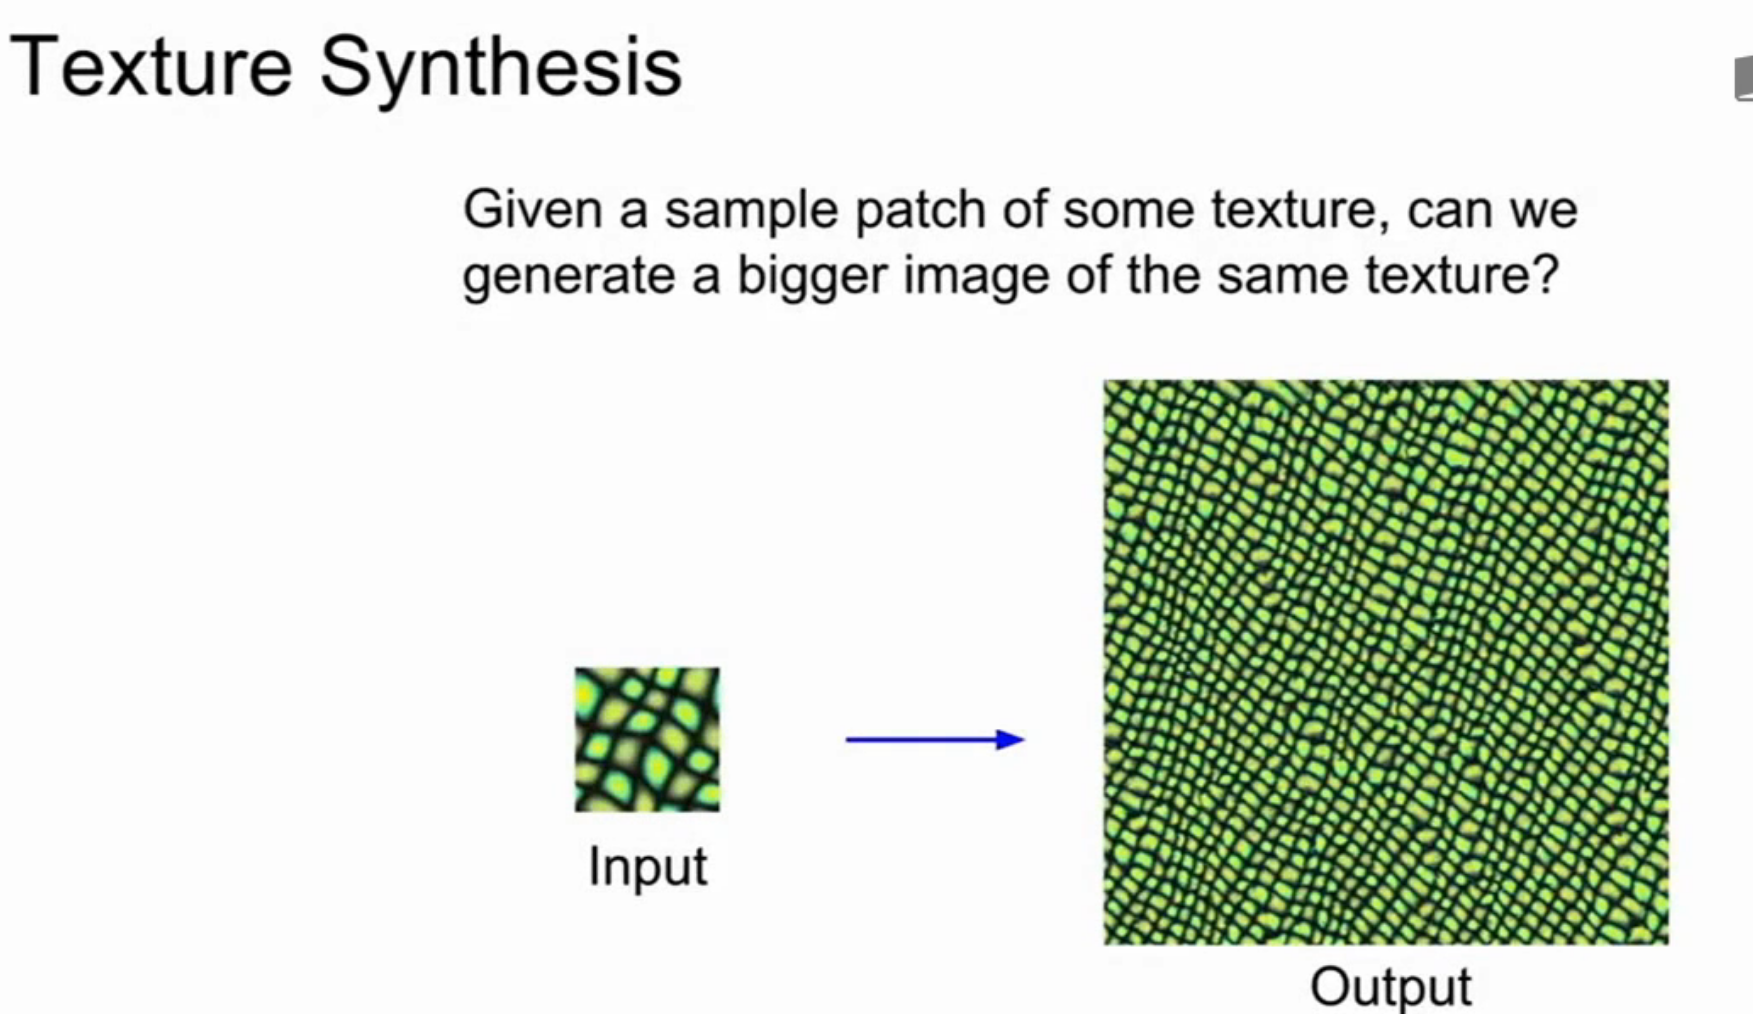 Texture Synthesis
Given a sample patch of some texture, can we
generate a bigger image of the same texture?
Input
Output